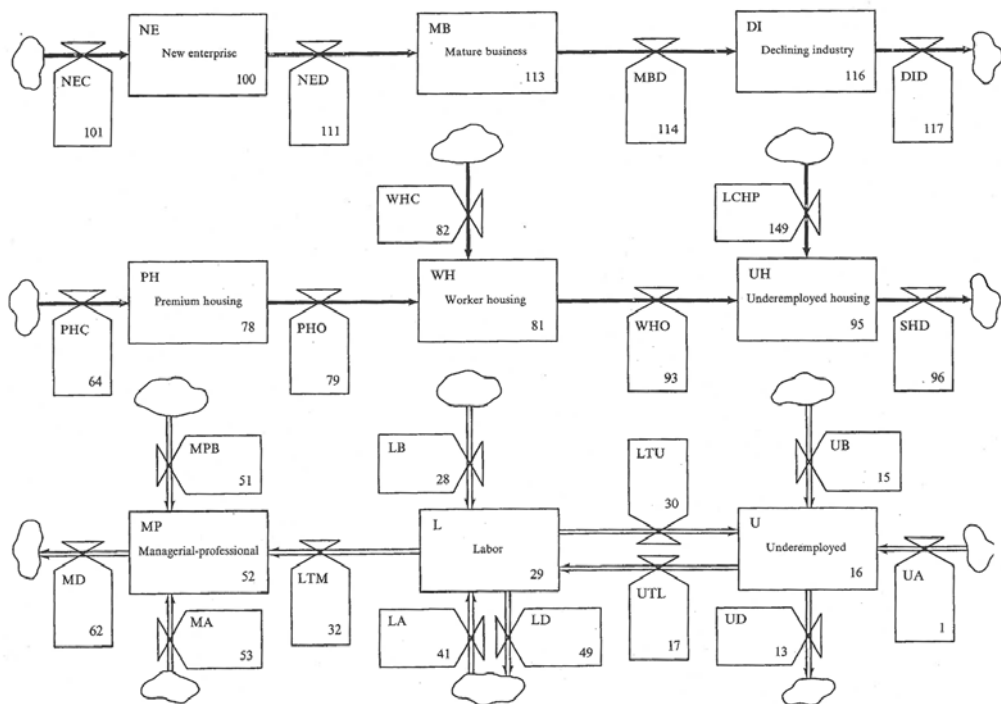 NE
New enterprise
100
MB
Mature business
113
DI
Declining industry
116
NEC
101
NED
111
MBD
114
DID
117
WHC
82
LCHP
149
PH
Premium housing
78
WH
Worker housing
81
UH
Underemployed housing
95
PHC
64
PHO
79
WHO
93
SHD
96
MPB
51
LB
28
LTU
30
UB
15
MP
Managerial-professional
52
L
Labor
29
U
Underemployed
16
MD
62
LTM
32
UTL
17
UA
1
MA
53
LA
41
LD
49
UD
13